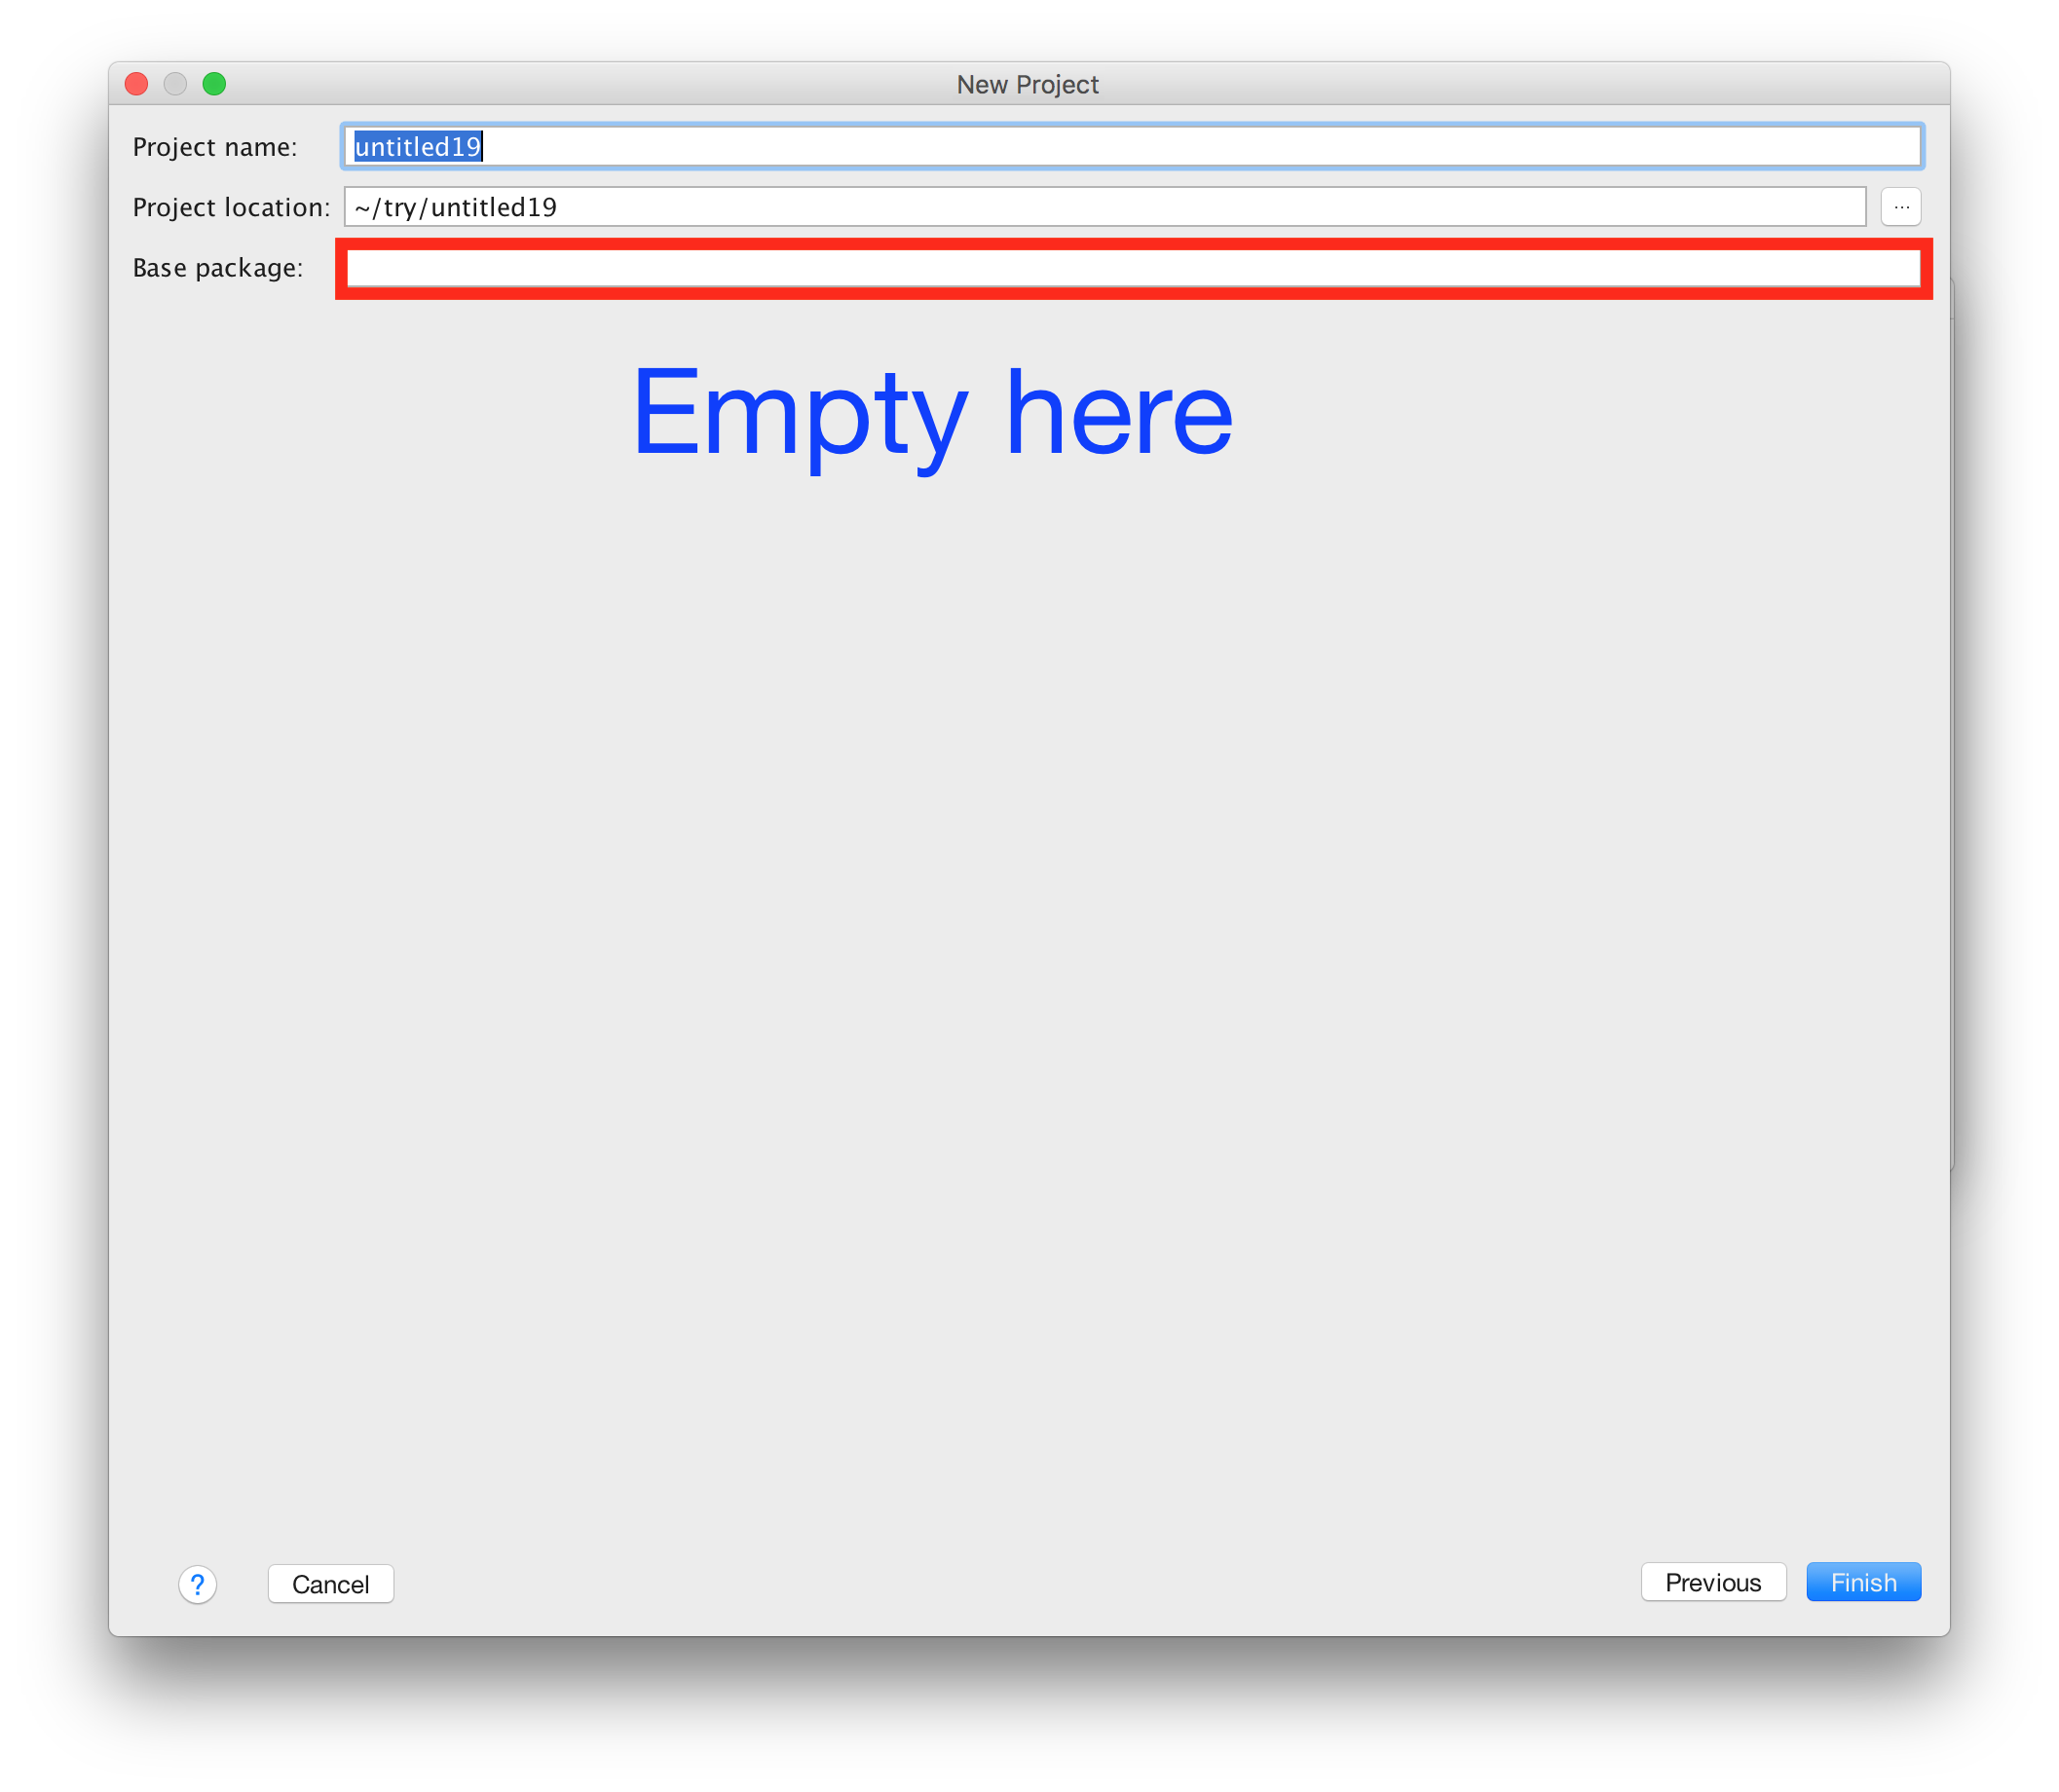 New Project
Project name: untitled19
Project location: ~/try/untitled19 ...
Base package:
Empty here
? Cancel Previous Finish